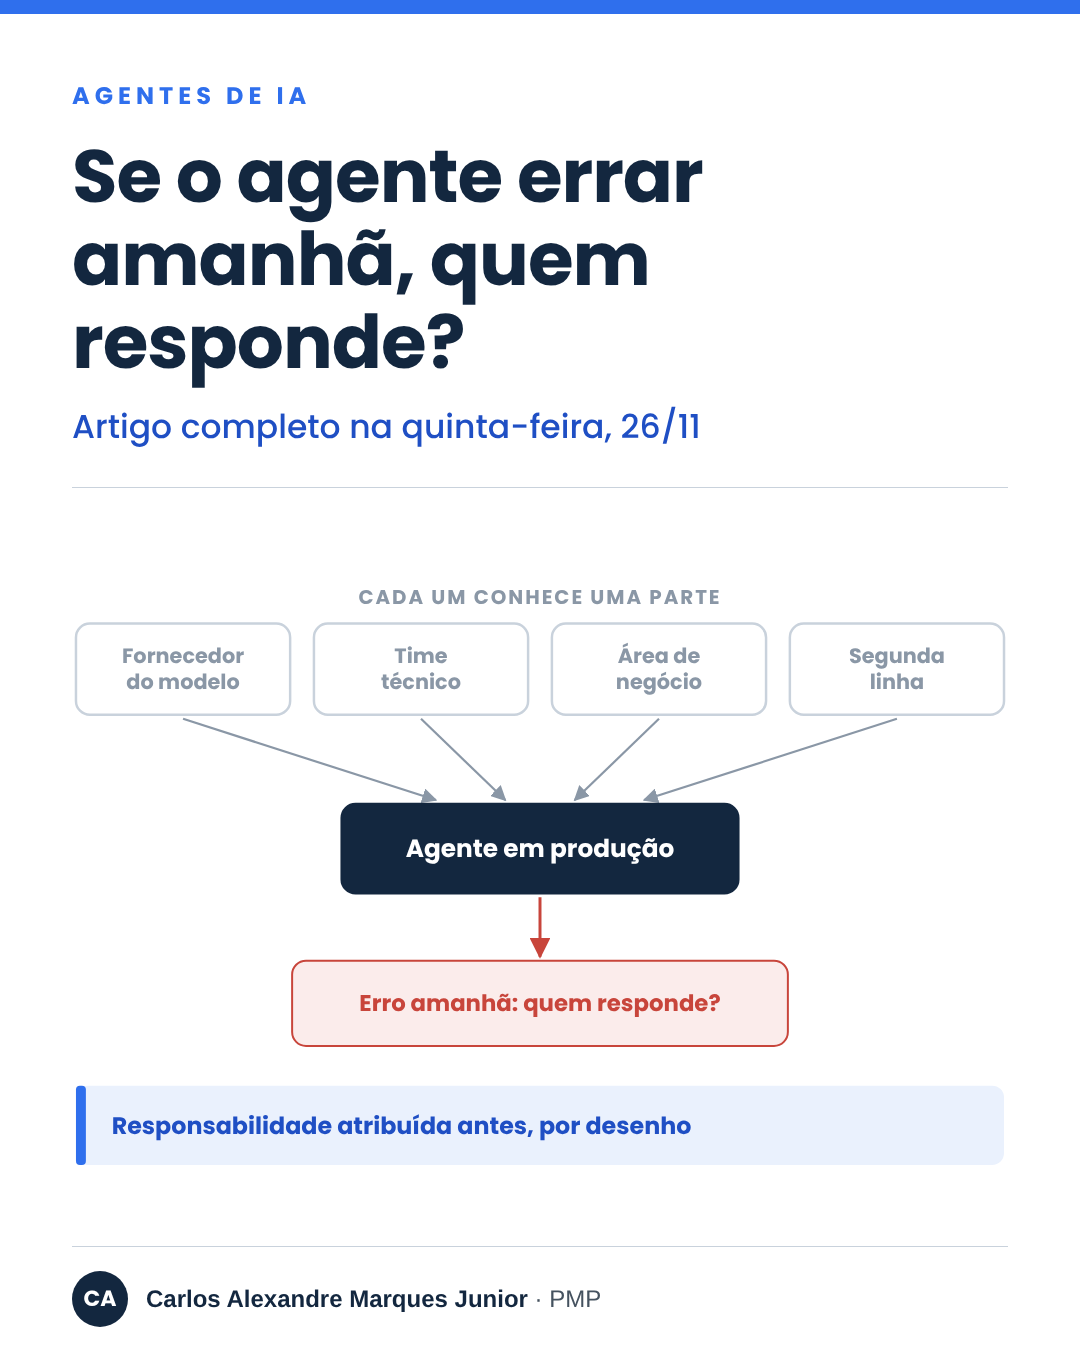 AGENTES DE IA
Se o agente errar
amanhã, quem
responde?
Artigo completo na quinta-feira, 26/11
CADA UM CONHECE UMA PARTE
Fornecedor
do modelo
Time
técnico
Área de
negócio
Segunda
linha
Agente em produção
Erro amanhã: quem responde?
Responsabilidade atribuída antes, por desenho
CA
Carlos Alexandre Marques Junior · PMP